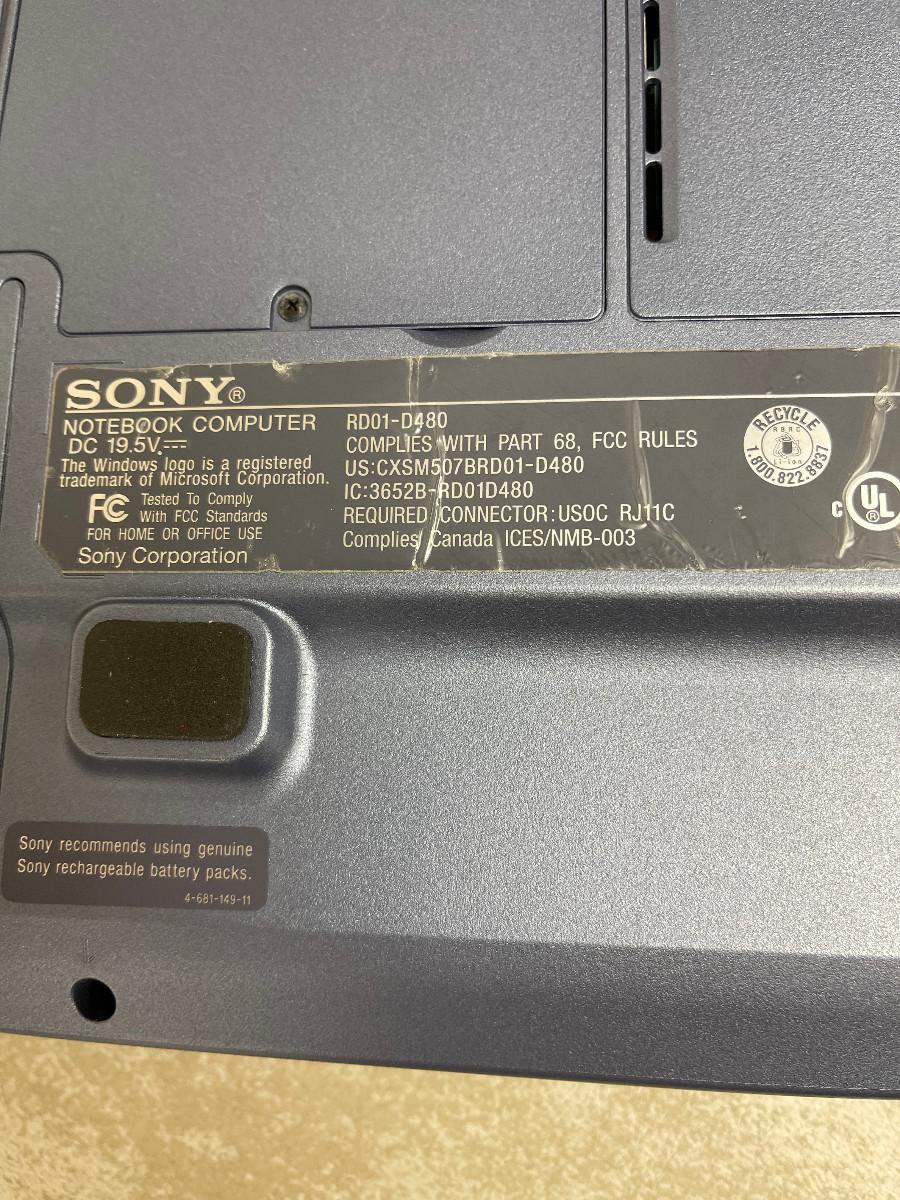 SONY®
NOTEBOOK COMPUTER
DC 19.5V
The Windows logo is a registered
trademark of Microsoft Corporation.
FC Tested To Comply
With FCC Standards
FOR HOME OR OFFICE USE
Sony Corporation
RD01-D480
COMPLIES WITH PART 68, FCC RULES
US:CXSM507BRD01-D480
IC:3652B-RD01D480
REQUIRED CONNECTOR:USOC RJ11C
Complies Canada ICES/NMB-003
RECYCLE
RBRC
Li-ion
1.800.822.8837
C UL ®
Sony recommends using genuine
Sony rechargeable battery packs.
4-681-149-11